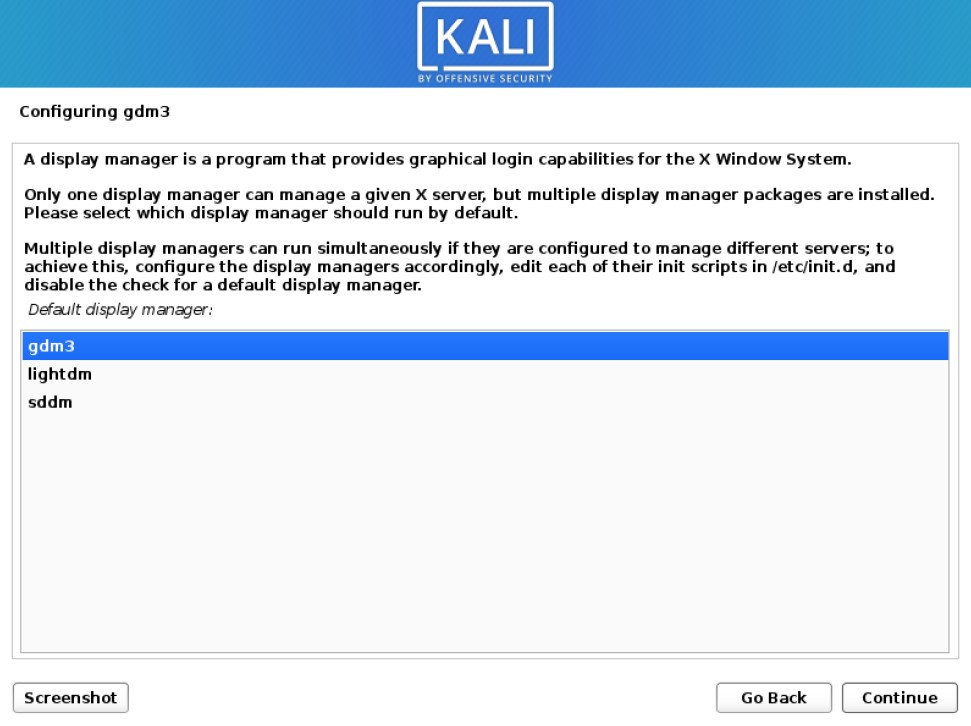 KALI
BY OFFENSIVE SECURITY
Configuring gdm3
A display manager is a program that provides graphical login capabilities for the X Window System.
Only one display manager can manage a given X server, but multiple display manager packages are installed.
Please select which display manager should run by default.
Multiple display managers can run simultaneously if they are configured to manage different servers; to
achieve this, configure the display managers accordingly, edit each of their init scripts in /etc/init.d, and
disable the check for a default display manager.
Default display manager:
gdm3
lightdm
sddm
Screenshot
Go Back
Continue